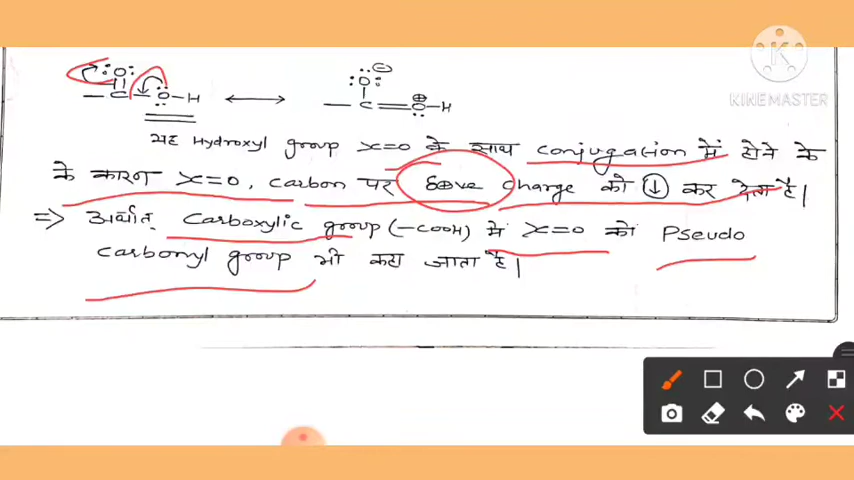 KINEMASTER
:O:
— C — O — H ⟷ — C = O — H
यह Hydroxyl group >C=O के साथ conjugation में होने के
के कारण >C=O, carbon पर δ⊕ve charge को ↓ कर देता है।
⇒ अर्थात् Carboxylic group (-COOH) में >C=O को Pseudo
carbonyl group भी कहा जाता है।